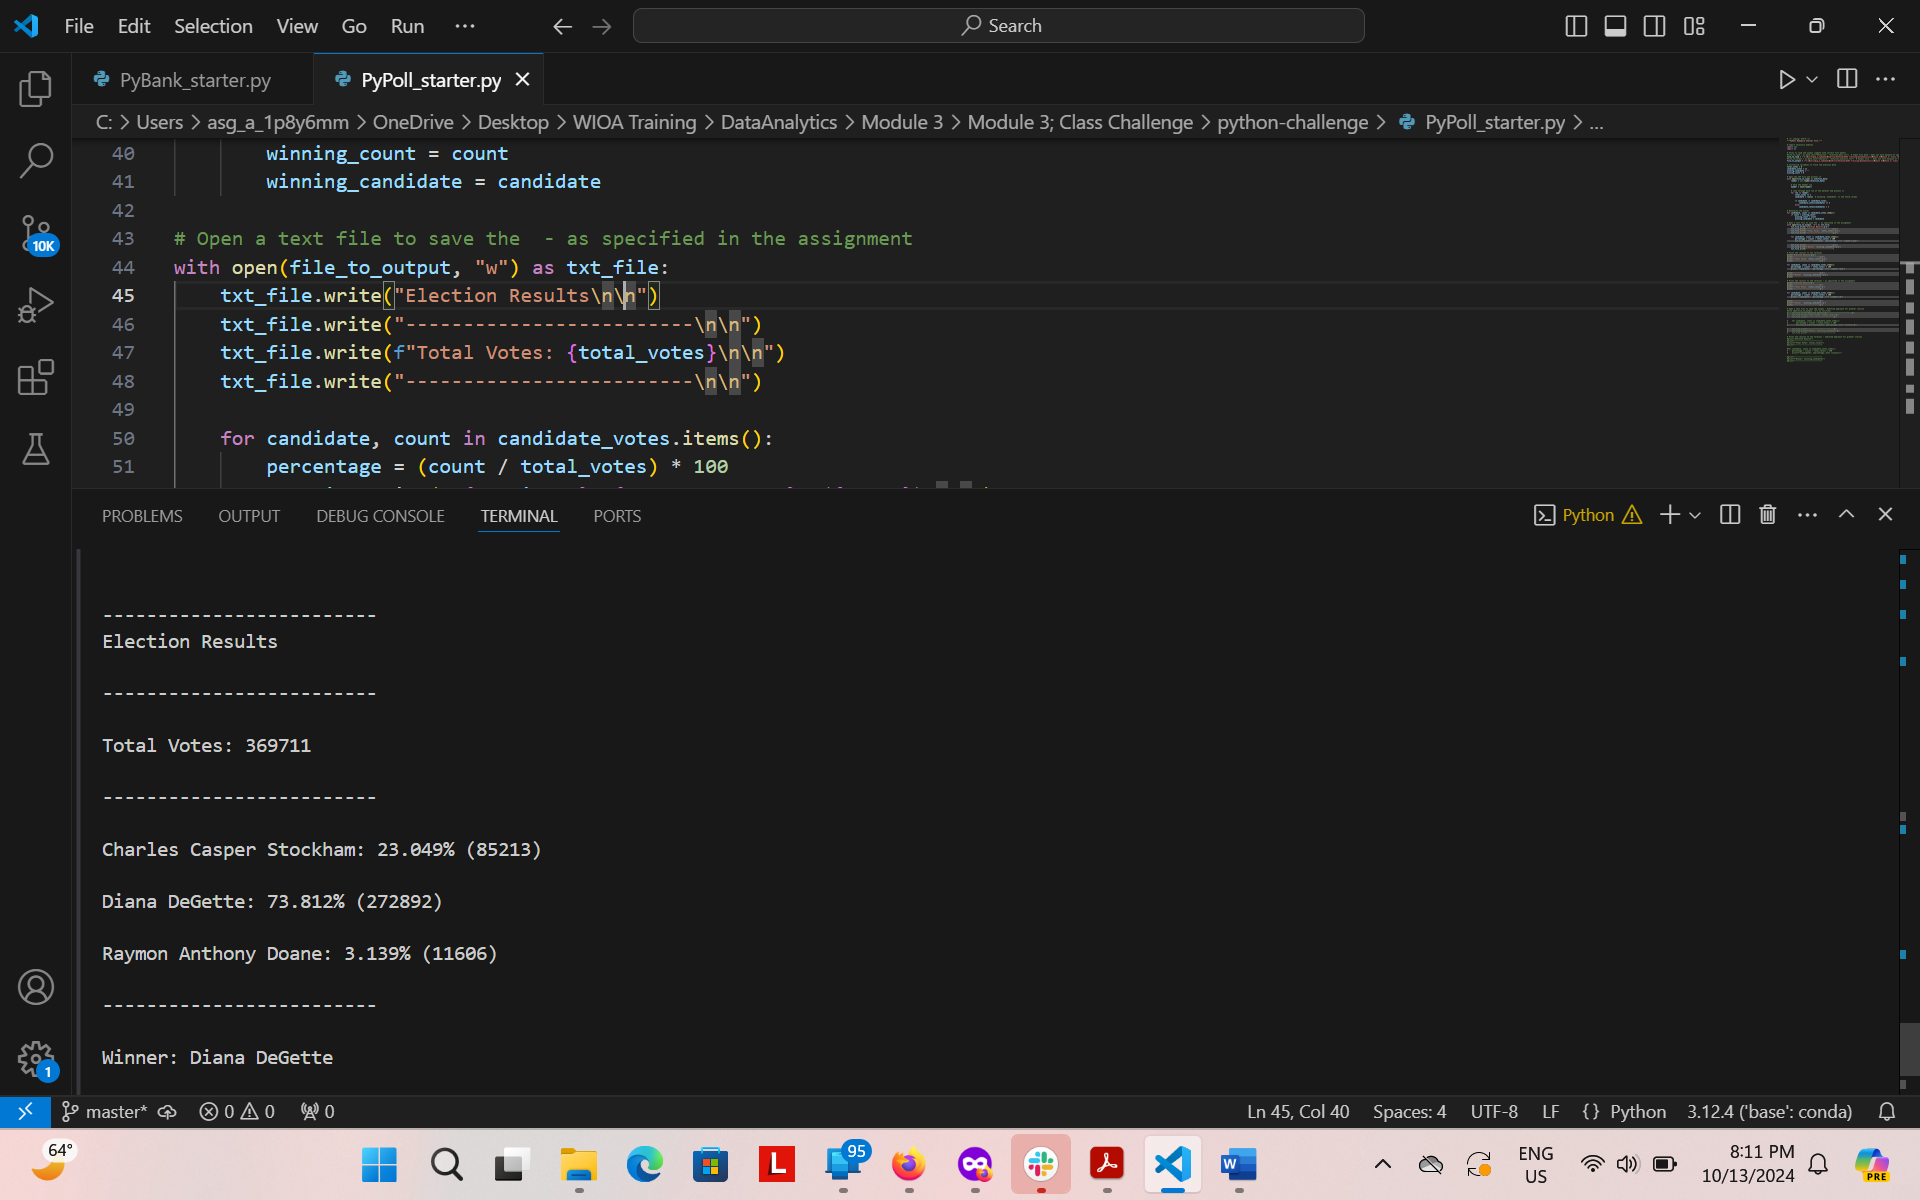 File Edit Selection View Go Run ··· Search
PyBank_starter.py PyPoll_starter.py
C: > Users > asg_a_1p8y6mm > OneDrive > Desktop > WIOA Training > DataAnalytics > Module 3 > Module 3; Class Challenge > python-challenge > PyPoll_starter.py > ...
40 winning_count = count
41 winning_candidate = candidate
42
43 # Open a text file to save the  - as specified in the assignment
44 with open(file_to_output, "w") as txt_file:
45 txt_file.write("Election Results\n\n")
46 txt_file.write("-------------------------\n\n")
47 txt_file.write(f"Total Votes: {total_votes}\n\n")
48 txt_file.write("-------------------------\n\n")
49
50 for candidate, count in candidate_votes.items():
51 percentage = (count / total_votes) * 100
PROBLEMS OUTPUT DEBUG CONSOLE TERMINAL PORTS Python
-------------------------
Election Results
-------------------------
Total Votes: 369711
-------------------------
Charles Casper Stockham: 23.049% (85213)
Diana DeGette: 73.812% (272892)
Raymon Anthony Doane: 3.139% (11606)
-------------------------
Winner: Diana DeGette
10K
1
master* 0 0 0 Ln 45, Col 40 Spaces: 4 UTF-8 LF {} Python 3.12.4 ('base': conda)
64° L 95 W ENG US 8:11 PM 10/13/2024 PRE